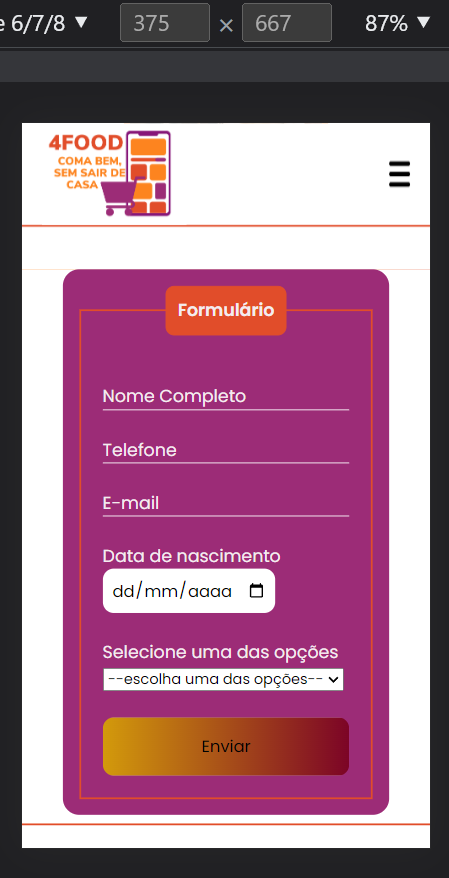 e 6/7/8 ▼ 375 × 667 87% ▼
4FOOD
COMA BEM,
SEM SAIR DE
CASA
Formulário
Nome Completo
Telefone
E-mail
Data de nascimento
dd/mm/aaaa
Selecione uma das opções
--escolha uma das opções--
Enviar